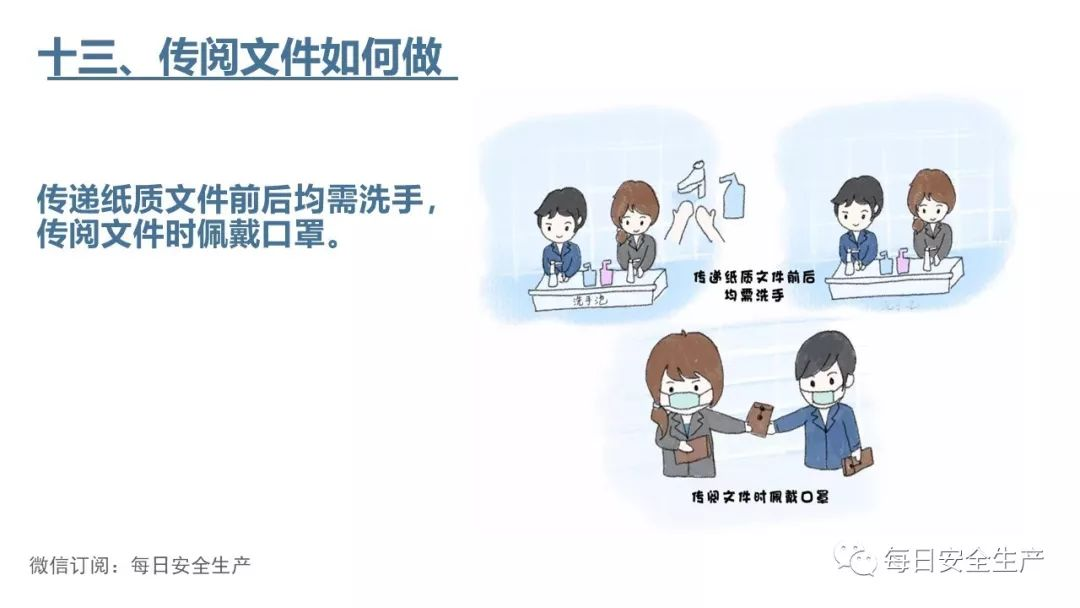 十三、传阅文件如何做
传递纸质文件前后均需洗手，
传阅文件时佩戴口罩。
洗手池
传递纸质文件前后
均需洗手
传阅文件时佩戴口罩
微信订阅：每日安全生产
每日安全生产